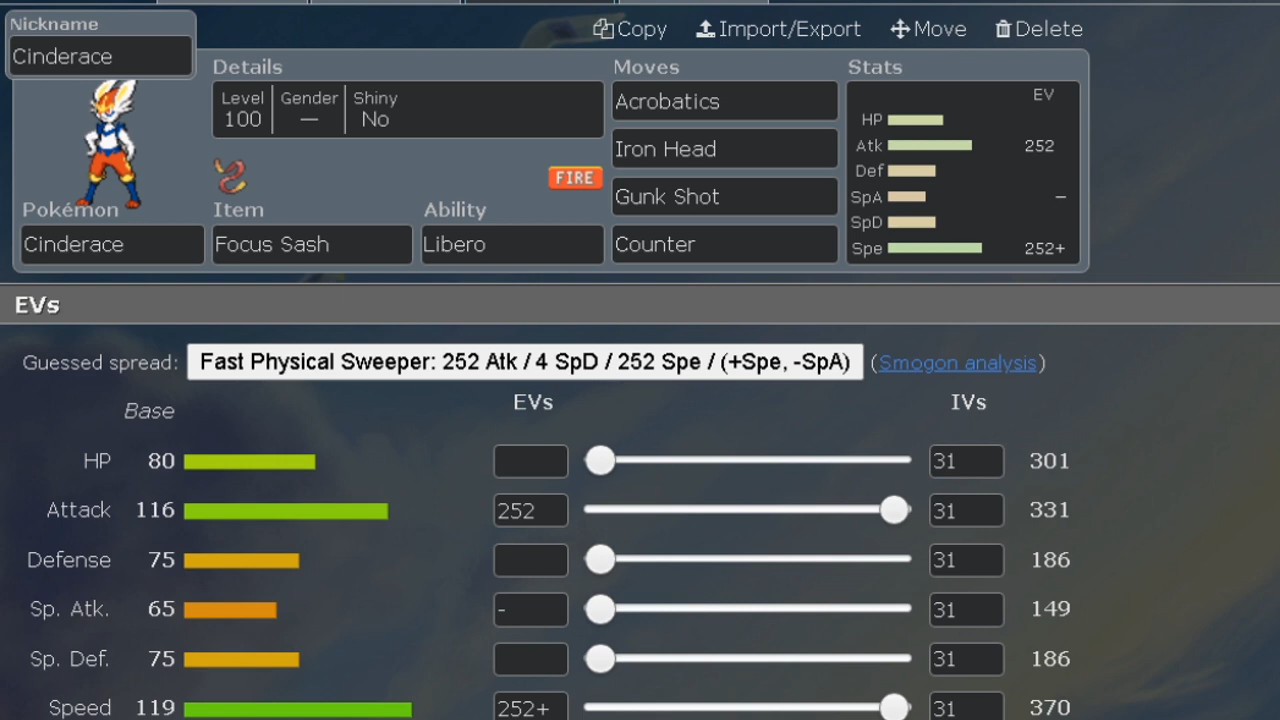 Nickname
Cinderace
Copy Import/Export Move Delete
Details
Level Gender Shiny
100 — No
FIRE
Pokémon Item Ability
Cinderace Focus Sash Libero
Moves
Acrobatics
Iron Head
Gunk Shot
Counter
Stats
EV
HP
Atk 252
Def
SpA –
SpD
Spe 252+
EVs
Guessed spread: Fast Physical Sweeper: 252 Atk / 4 SpD / 252 Spe / (+Spe, -SpA) (Smogon analysis)
Base EVs IVs
HP 80 31 301
Attack 116 252 31 331
Defense 75 31 186
Sp. Atk. 65 - 31 149
Sp. Def. 75 31 186
Speed 119 252+ 31 370